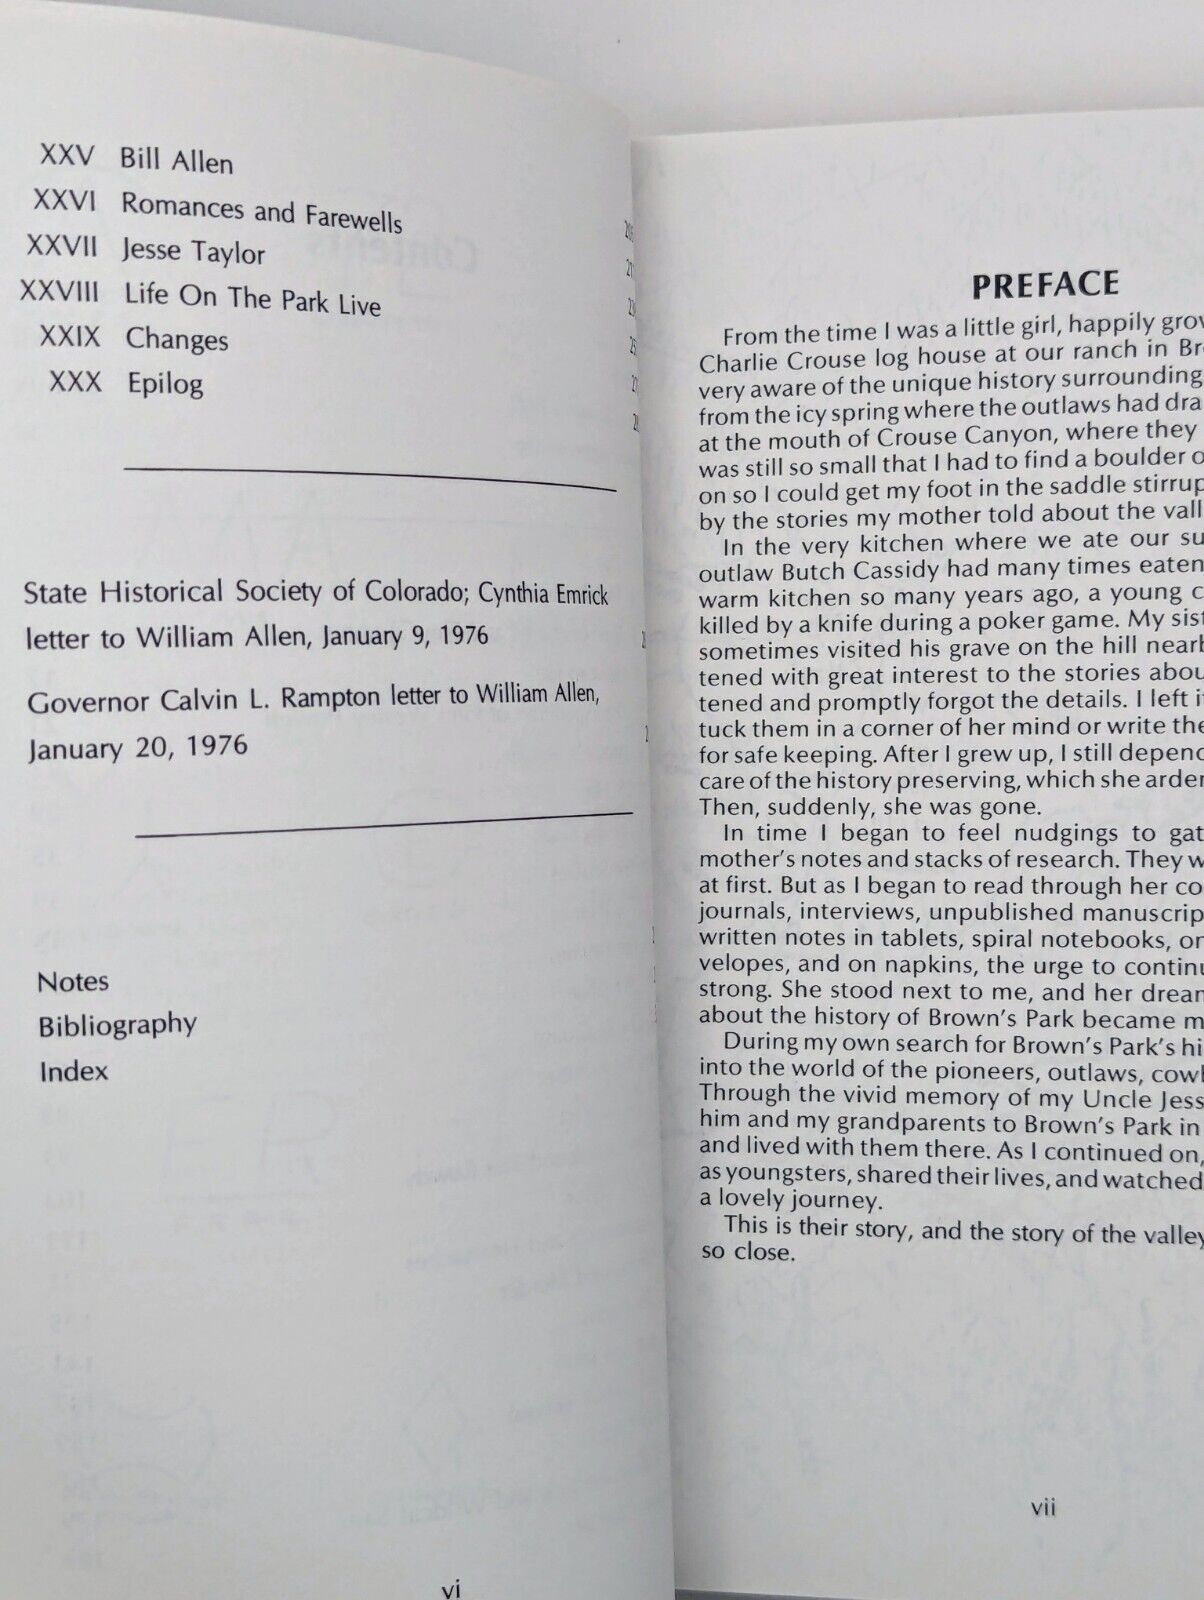 XXV Bill Allen
XXVI Romances and Farewells
XXVII Jesse Taylor
XXVIII Life On The Park Live
XXIX Changes
XXX Epilog
State Historical Society of Colorado; Cynthia Emrick
letter to William Allen, January 9, 1976
Governor Calvin L. Rampton letter to William Allen,
January 20, 1976
Notes
Bibliography
Index
vi
PREFACE
From the time I was a little girl, happily grov
Charlie Crouse log house at our ranch in Br
very aware of the unique history surrounding
from the icy spring where the outlaws had dra
at the mouth of Crouse Canyon, where they
was still so small that I had to find a boulder o
on so I could get my foot in the saddle stirrup
by the stories my mother told about the vall
In the very kitchen where we ate our su
outlaw Butch Cassidy had many times eaten
warm kitchen so many years ago, a young c
killed by a knife during a poker game. My sist
sometimes visited his grave on the hill nearb
tened with great interest to the stories abou
tened and promptly forgot the details. I left i
tuck them in a corner of her mind or write the
for safe keeping. After I grew up, I still depend
care of the history preserving, which she arder
Then, suddenly, she was gone.
In time I began to feel nudgings to gat
mother's notes and stacks of research. They w
at first. But as I began to read through her co
journals, interviews, unpublished manuscrip
written notes in tablets, spiral notebooks, or
velopes, and on napkins, the urge to continu
strong. She stood next to me, and her drean
about the history of Brown's Park became m
During my own search for Brown's Park's hi
into the world of the pioneers, outlaws, cow
Through the vivid memory of my Uncle Jess
him and my grandparents to Brown's Park in
and lived with them there. As I continued on,
as youngsters, shared their lives, and watched
a lovely journey.
This is their story, and the story of the valley
so close.
vii